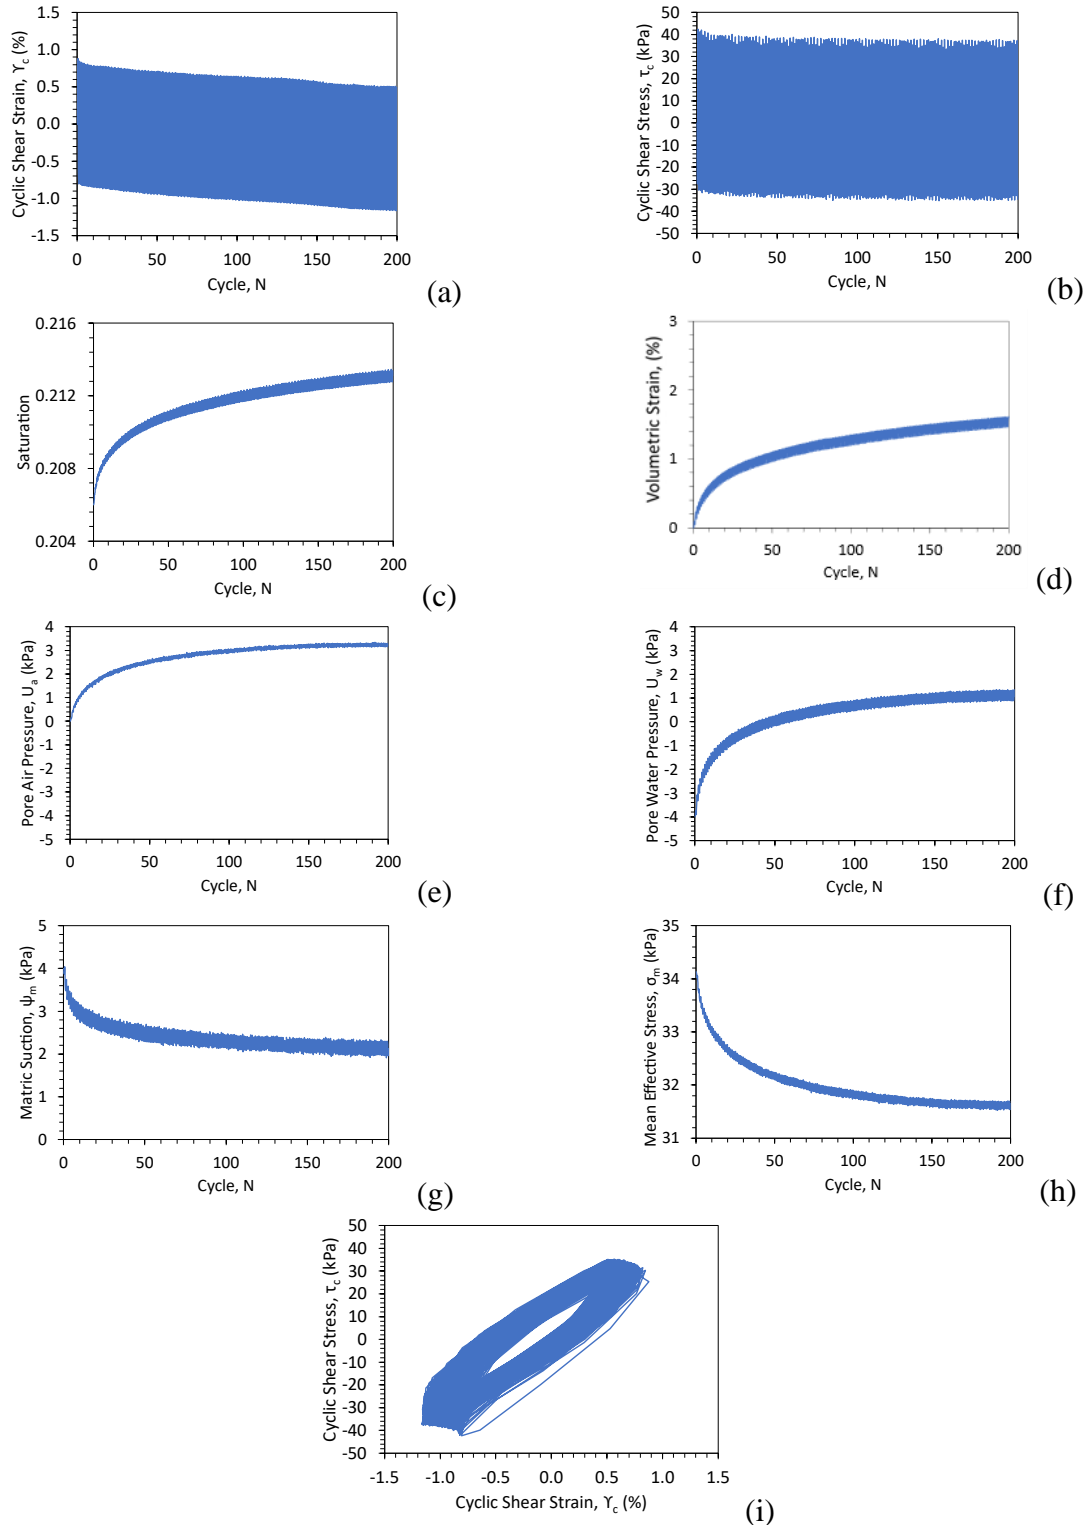 1.5
1.0
0.5
0.0
-0.5
-1.0
-1.5
Cyclic Shear Strain, ϒc (%)
0 50 100 150 200
Cycle, N
(a)
50
40
30
20
10
0
-10
-20
-30
-40
-50
Cyclic Shear Stress, τc (kPa)
0 50 100 150 200
Cycle, N
(b)
0.216
0.212
0.208
0.204
Saturation
0 50 100 150 200
Cycle, N
(c)
3
2
1
0
Volumetric Strain, (%)
0 50 100 150 200
Cycle, N
(d)
4
3
2
1
0
-1
-2
-3
-4
-5
Pore Air Pressure, Ua (kPa)
0 50 100 150 200
Cycle, N
(e)
4
3
2
1
0
-1
-2
-3
-4
-5
Pore Water Pressure, Uw (kPa)
0 50 100 150 200
Cycle, N
(f)
5
4
3
2
1
0
Matric Suction, ψm (kPa)
0 50 100 150 200
Cycle, N
(g)
35
34
33
32
31
Mean Effective Stress, σm (kPa)
0 50 100 150 200
Cycle, N
(h)
50
40
30
20
10
0
-10
-20
-30
-40
-50
Cyclic Shear Stress, τc (kPa)
-1.5 -1.0 -0.5 0.0 0.5 1.0 1.5
Cyclic Shear Strain, ϒc (%)
(i)